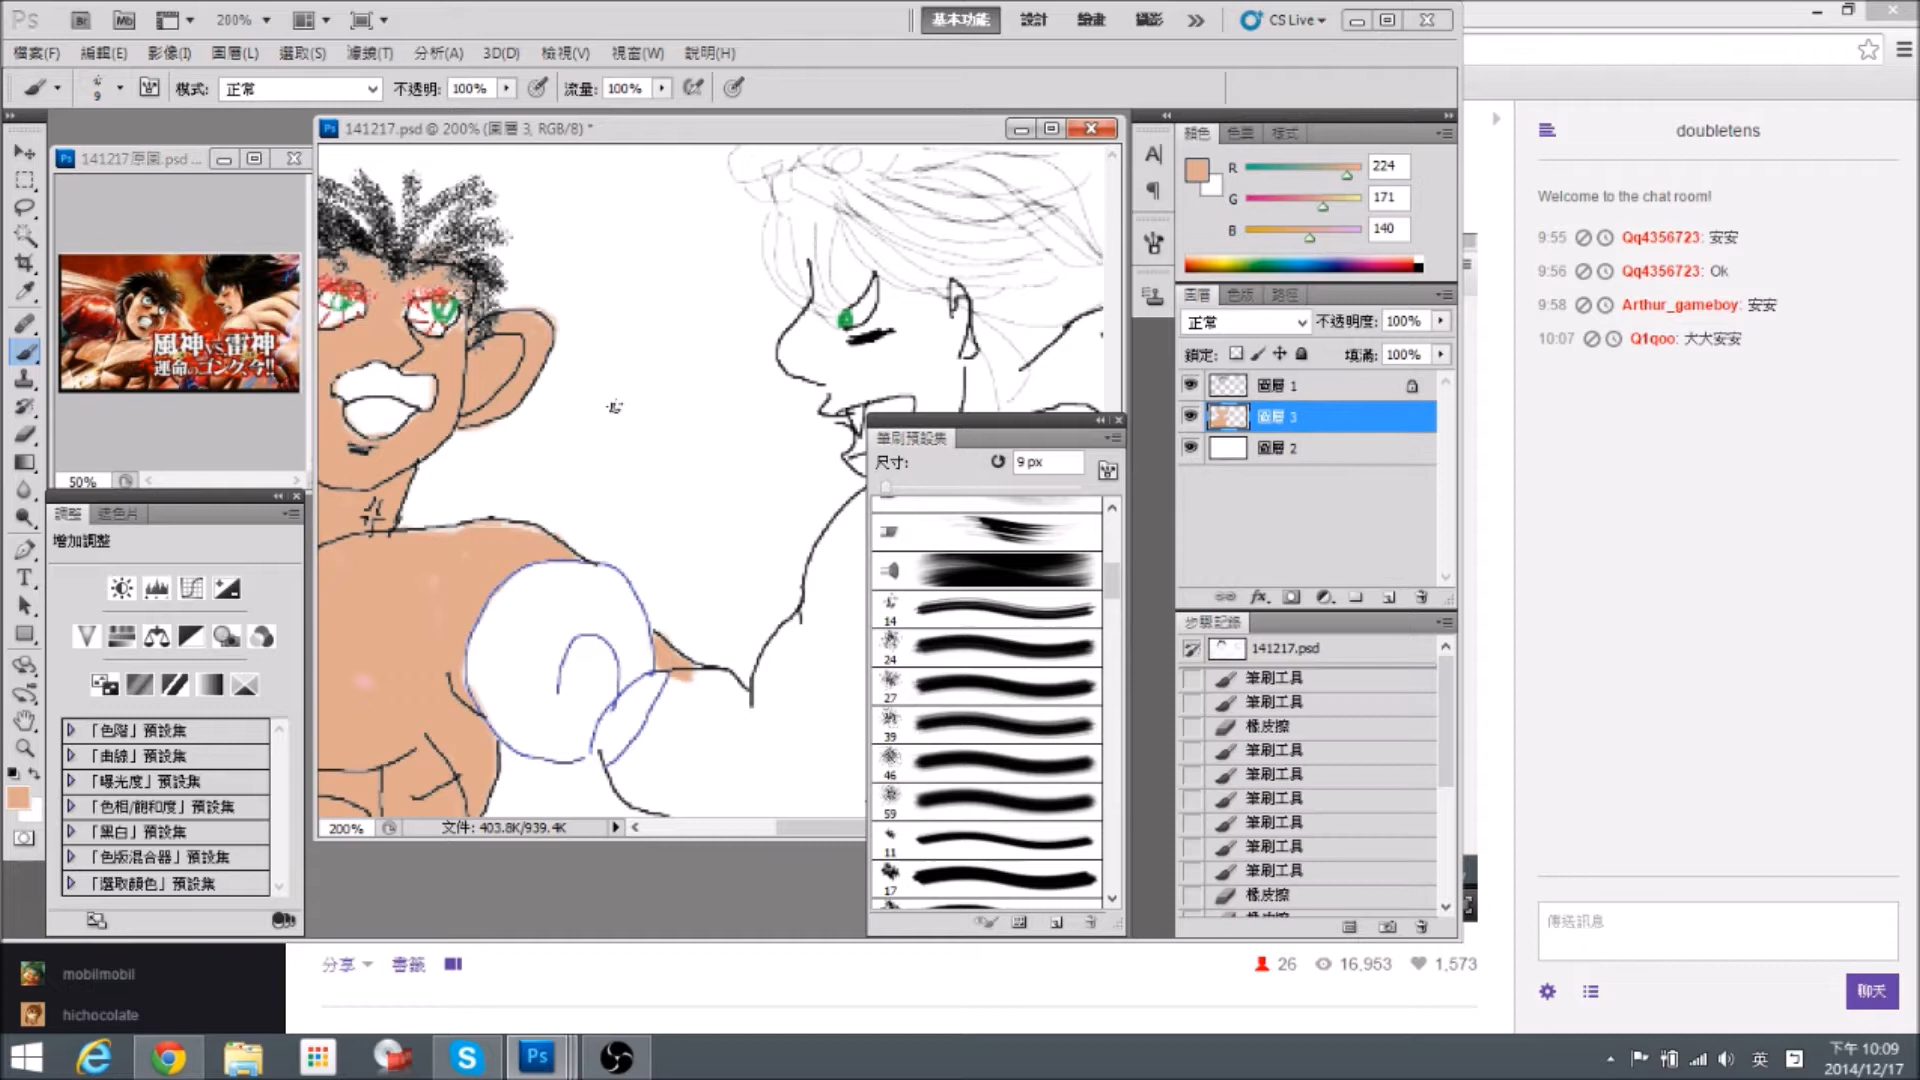 Ps Br Mb 200% 基本功能 設計 繪畫 攝影 CS Live
檔案(F) 編輯(E) 影像(I) 圖層(L) 選取(S) 濾鏡(T) 分析(A) 3D(D) 檢視(V) 視窗(W) 說明(H)
9 模式: 正常 不透明: 100% 流量: 100%
141217原圖.psd ...
風神vs雷神
運命のゴング、今!!
50%
調整 遮色片
增加調整
「色階」預設集
「曲線」預設集
「曝光度」預設集
「色相/飽和度」預設集
「黑白」預設集
「色版混合器」預設集
「選取顏色」預設集
141217.psd @ 200% (圖層 3, RGB/8) *
200% 文件: 403.8K/939.4K
筆刷預設集
尺寸: 9 px
14
24
27
39
46
59
11
17
顏色 色票 樣式
R 224
G 171
B 140
圖層 色版 路徑
正常 不透明度: 100%
鎖定: 填滿: 100%
圖層 1
圖層 3
圖層 2
步驟記錄
141217.psd
筆刷工具
筆刷工具
橡皮擦
筆刷工具
筆刷工具
筆刷工具
筆刷工具
筆刷工具
筆刷工具
橡皮擦
doubletens
Welcome to the chat room!
9:55 Qq4356723: 安安
9:56 Qq4356723: Ok
9:58 Arthur_gameboy: 安安
10:07 Q1qoo: 大大安安
傳送訊息
聊天
mobilmobil
hichocolate
分享 書籤
26 16,953 1,573
英
下午 10:09
2014/12/17